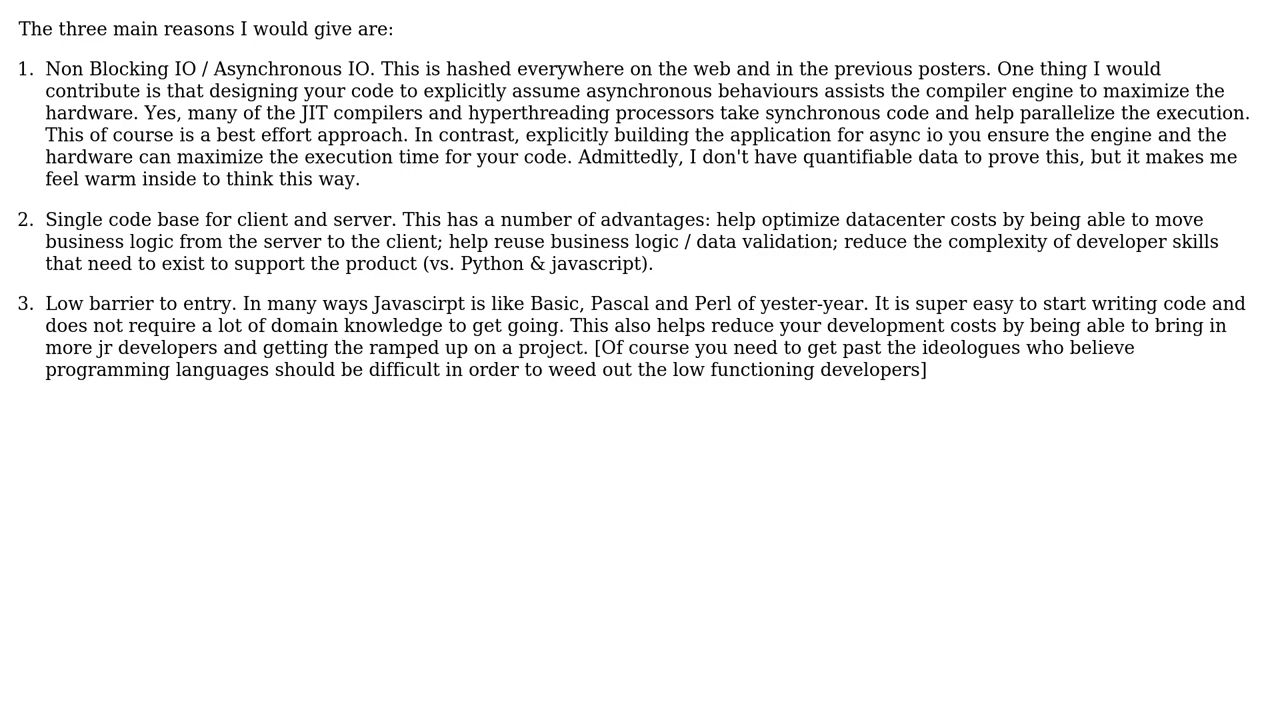 The three main reasons I would give are:
1. Non Blocking IO / Asynchronous IO. This is hashed everywhere on the web and in the previous posters. One thing I would
contribute is that designing your code to explicitly assume asynchronous behaviours assists the compiler engine to maximize the
hardware. Yes, many of the JIT compilers and hyperthreading processors take synchronous code and help parallelize the execution.
This of course is a best effort approach. In contrast, explicitly building the application for async io you ensure the engine and the
hardware can maximize the execution time for your code. Admittedly, I don't have quantifiable data to prove this, but it makes me
feel warm inside to think this way.
2. Single code base for client and server. This has a number of advantages: help optimize datacenter costs by being able to move
business logic from the server to the client; help reuse business logic / data validation; reduce the complexity of developer skills
that need to exist to support the product (vs. Python & javascript).
3. Low barrier to entry. In many ways Javascirpt is like Basic, Pascal and Perl of yester-year. It is super easy to start writing code and
does not require a lot of domain knowledge to get going. This also helps reduce your development costs by being able to bring in
more jr developers and getting the ramped up on a project. [Of course you need to get past the ideologues who believe
programming languages should be difficult in order to weed out the low functioning developers]